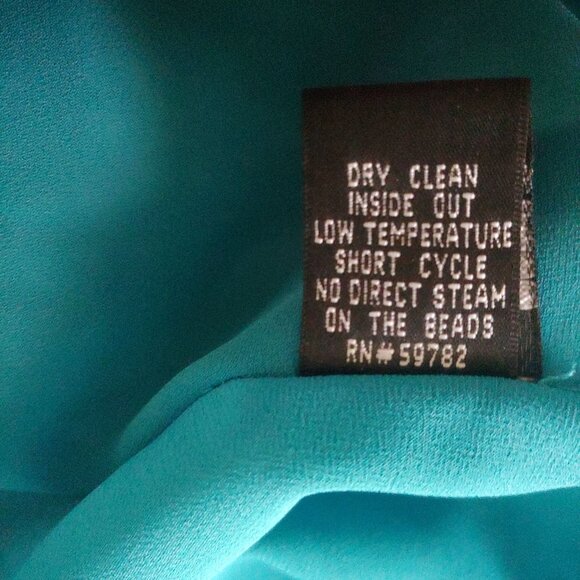 DRY CLEAN
INSIDE OUT
LOW TEMPERATURE
SHORT CYCLE
NO DIRECT STEAM
ON THE BEADS
RN#59782